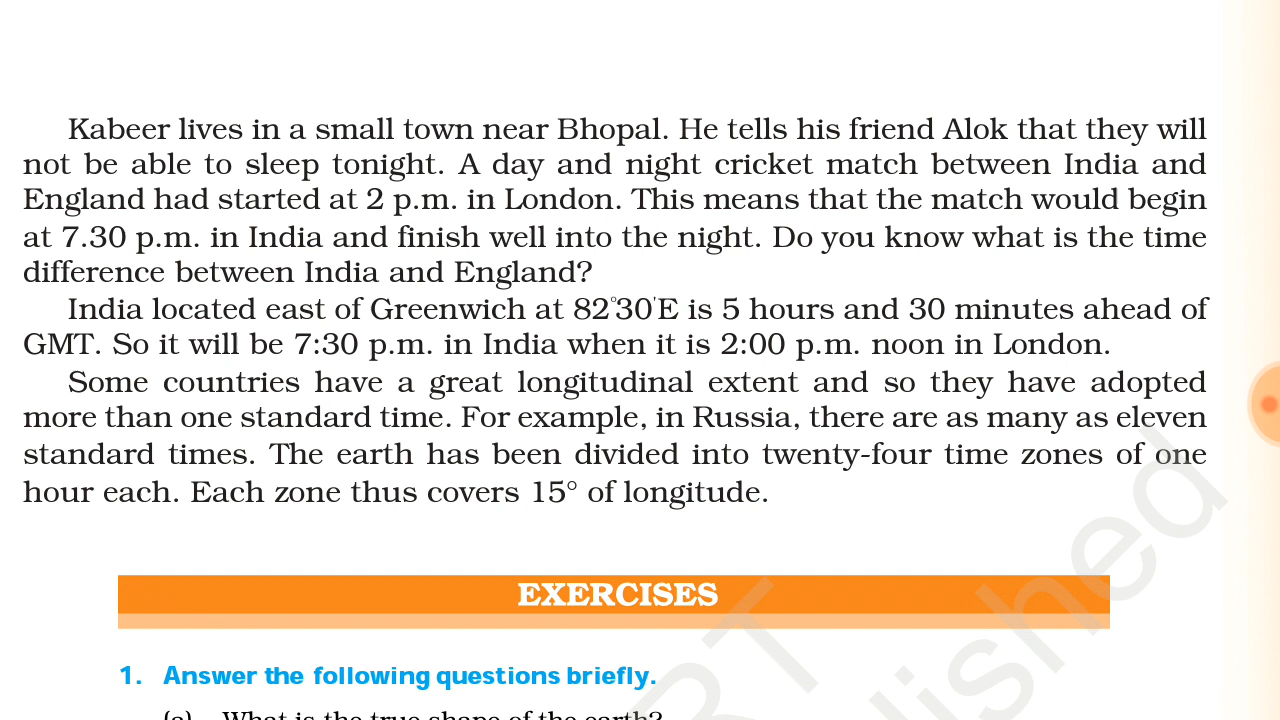 Kabeer lives in a small town near Bhopal. He tells his friend Alok that they will
not be able to sleep tonight. A day and night cricket match between India and
England had started at 2 p.m. in London. This means that the match would begin
at 7.30 p.m. in India and finish well into the night. Do you know what is the time
difference between India and England?
India located east of Greenwich at 82°30'E is 5 hours and 30 minutes ahead of
GMT. So it will be 7:30 p.m. in India when it is 2:00 p.m. noon in London.
Some countries have a great longitudinal extent and so they have adopted
more than one standard time. For example, in Russia, there are as many as eleven
standard times. The earth has been divided into twenty-four time zones of one
hour each. Each zone thus covers 15° of longitude.
EXERCISES
1. Answer the following questions briefly.
(a) What is the true shape of the earth?